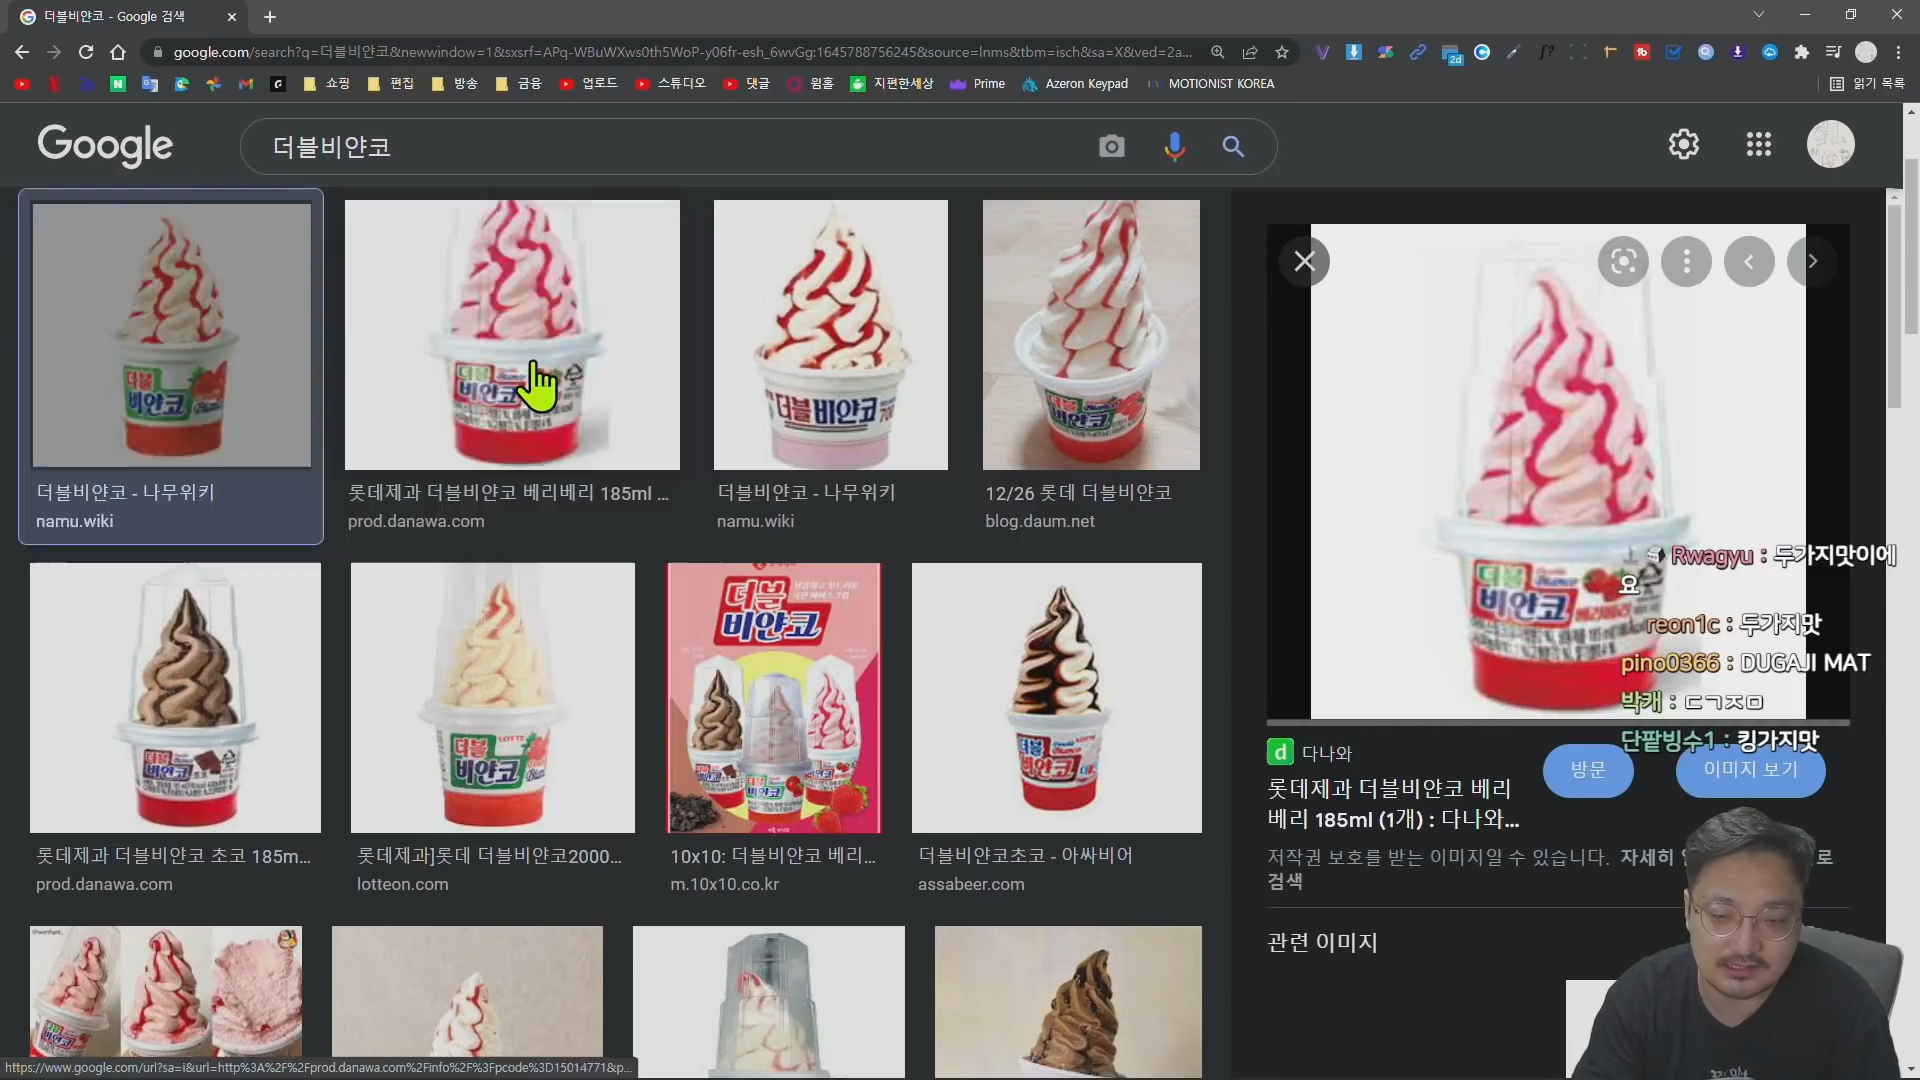 더블비얀코 - Google 검색
google.com/search?q=더블비얀코&newwindow=1&sxsrf=APq-WBuWXws0th5WoP-y06fr-esh_6wvGg:1645788756245&source=lnms&tbm=isch&sa=X&ved=2a...
쇼핑
편집
방송
금융
업로드
스튜디오
댓글
웜홀
지편한세상
Prime
Azeron Keypad
MOTIONIST KOREA
읽기 목록
Google
더블비얀코
더블비얀코 - 나무위키
namu.wiki
롯데제과 더블비얀코 베리베리 185ml ...
prod.danawa.com
더블비얀코 - 나무위키
namu.wiki
12/26 롯데 더블비얀코
blog.daum.net
더블
비얀코
롯데제과 더블비얀코 초코 185m...
prod.danawa.com
롯데제과]롯데 더블비얀코2000...
lotteon.com
10x10: 더블비얀코 베리...
m.10x10.co.kr
더블비얀코초코 - 아싸비어
assabeer.com
Rwagyu : 두가지맛이에
요
reon1c : 두가지맛
pino0366 : DUGAJI MAT
박캐 : ㄷㄱㅈㅁ
단팥빙수1 : 킹가지맛
다나와
방문
이미지 보기
롯데제과 더블비얀코 베리
베리 185ml (1개) : 다나와...
저작권 보호를 받는 이미지일 수 있습니다. 자세히
검색
관련 이미지
https://www.google.com/url?sa=i&url=http%3A%2F%2Fprod.danawa.com%2Finfo%2F%3Fpcode%3D15014771&p...